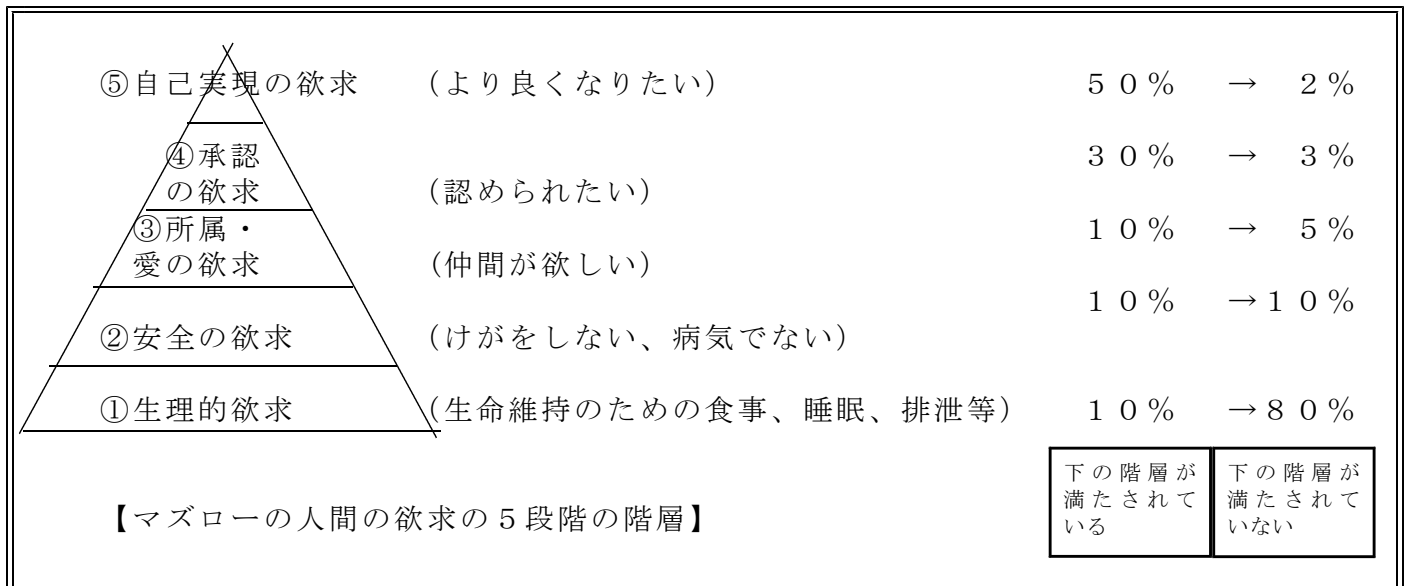 ⑤自己実現の欲求 （より良くなりたい） ５０％ → ２％
④承認 ３０％ → ３％
の欲求 （認められたい）
③所属・ １０％ → ５％
愛の欲求 （仲間が欲しい）
１０％ →１０％
②安全の欲求 （けがをしない、病気でない）
①生理的欲求 （生命維持のための食事、睡眠、排泄等） １０％ →８０％
下の階層が
満たされて
いる
下の階層が
満たされて
いない
【マズローの人間の欲求の５段階の階層】